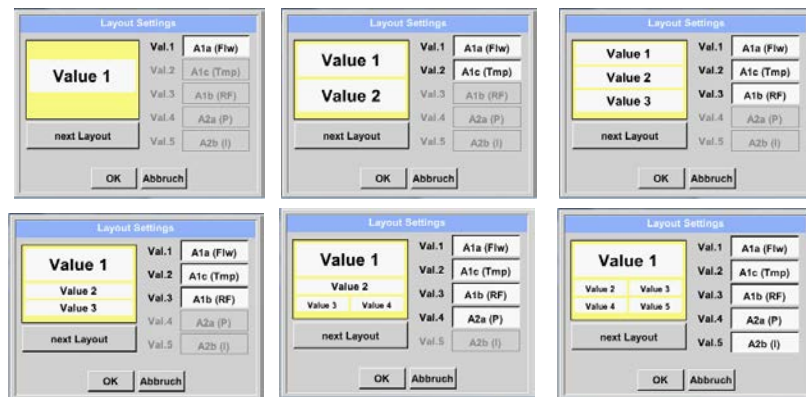 Layout Settings
Value 1
Val.1 A1a (Flw)
Val.2 A1c (Tmp)
Val.3 A1b (RF)
Val.4 A2a (P)
Val.5 A2b (I)
next Layout
OK Abbruch
Layout Settings
Value 1
Value 2
Val.1 A1a (Flw)
Val.2 A1c (Tmp)
Val.3 A1b (RF)
Val.4 A2a (P)
Val.5 A2b (I)
next Layout
OK Abbruch
Layout Settings
Value 1
Value 2
Value 3
Val.1 A1a (Flw)
Val.2 A1c (Tmp)
Val.3 A1b (RF)
Val.4 A2a (P)
Val.5 A2b (I)
next Layout
OK Abbruch
Layout Settings
Value 1
Value 2
Value 3
Val.1 A1a (Flw)
Val.2 A1c (Tmp)
Val.3 A1b (RF)
Val.4 A2a (P)
Val.5 A2b (I)
next Layout
OK Abbruch
Layout Settings
Value 1
Value 2
Value 3 Value 4
Val.1 A1a (Flw)
Val.2 A1c (Tmp)
Val.3 A1b (RF)
Val.4 A2a (P)
Val.5 A2b (I)
next Layout
OK Abbruch
Layout Settings
Value 1
Value 2 Value 3
Value 4 Value 5
Val.1 A1a (Flw)
Val.2 A1c (Tmp)
Val.3 A1b (RF)
Val.4 A2a (P)
Val.5 A2b (I)
next Layout
OK Abbruch